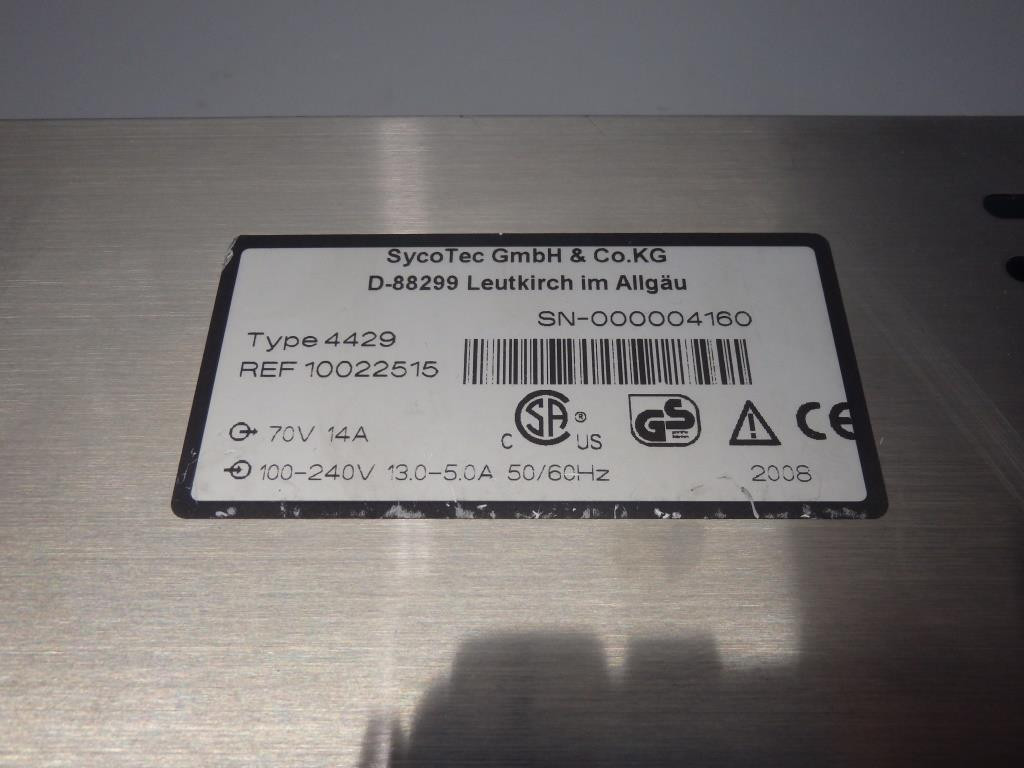 SycoTec GmbH & Co.KG
D-88299 Leutkirch im Allgäu
SN-000004160
Type 4429
REF 10022515
C SA ® US
GS
CE
70V 14A
100-240V 13.0-5.0A 50/60Hz
2008